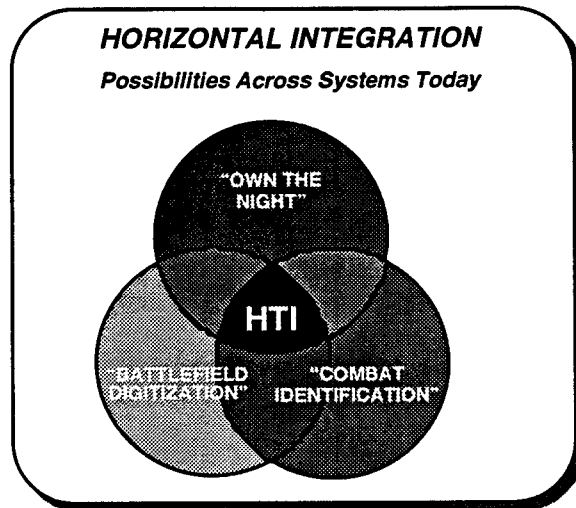 HORIZONTAL INTEGRATION
Possibilities Across Systems Today
"OWN THE
NIGHT"
HTI
"BATTLEFIELD
DIGITIZATION"
"COMBAT
IDENTIFICATION"